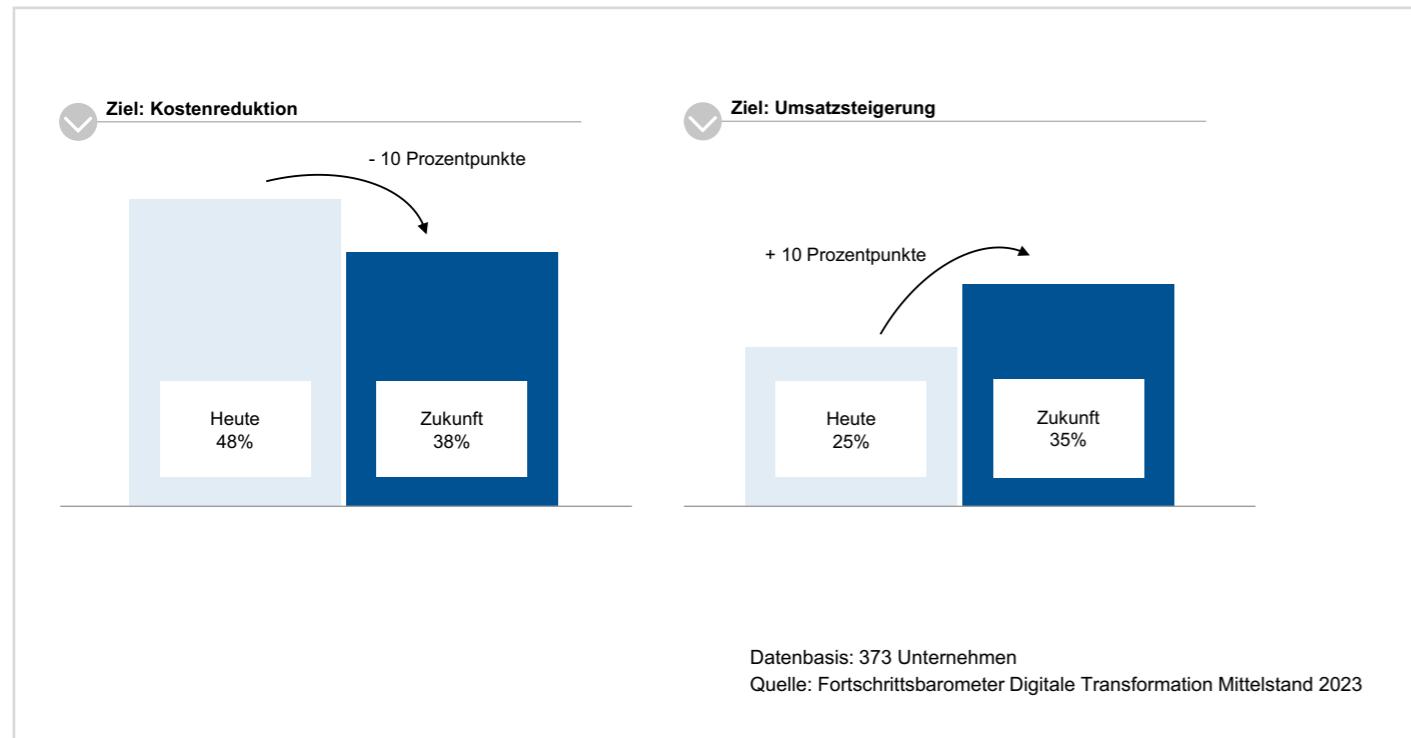 Ziel: Kostenreduktion
- 10 Prozentpunkte
Heute
48%
Zukunft
38%
Ziel: Umsatzsteigerung
+ 10 Prozentpunkte
Heute
25%
Zukunft
35%
Datenbasis: 373 Unternehmen
Quelle: Fortschrittsbarometer Digitale Transformation Mittelstand 2023